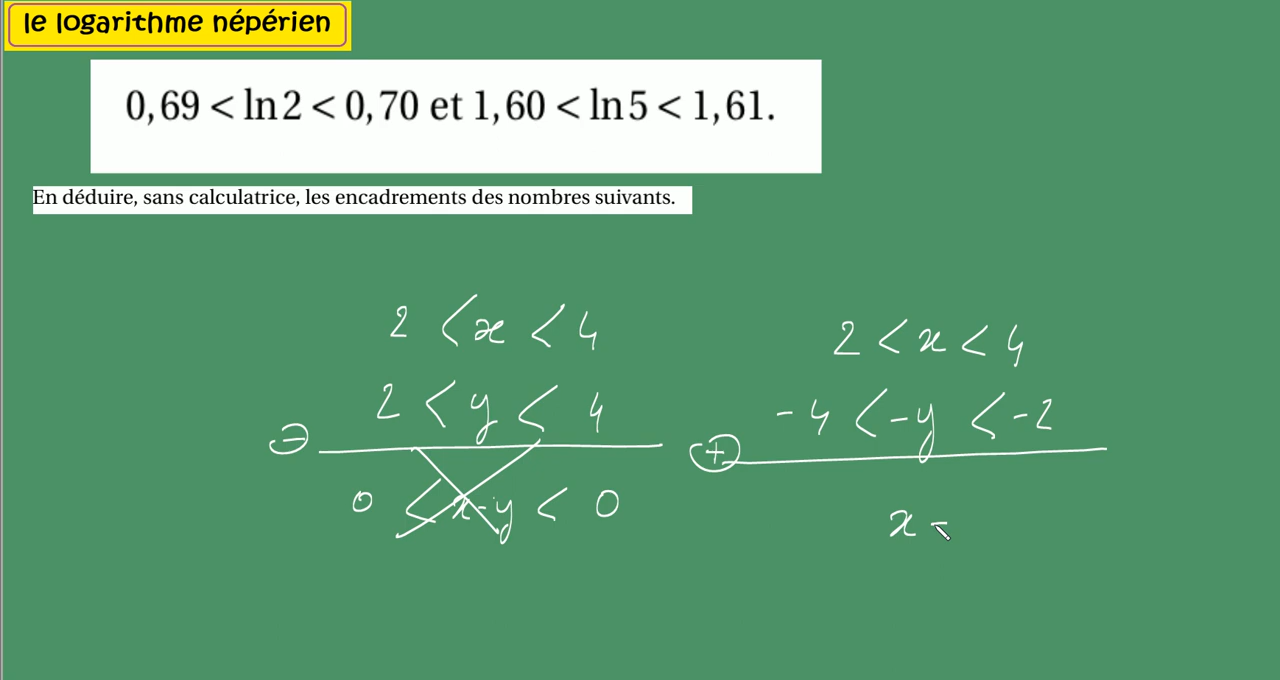 le logarithme népérien
0,69 < ln 2 < 0,70 et 1,60 < ln 5 < 1,61.
En déduire, sans calculatrice, les encadrements des nombres suivants.
2 < x < 4
2 < y < 4
⊖
0 < x - y < 0
2 < x < 4
-4 < -y < -2
⊕
x -